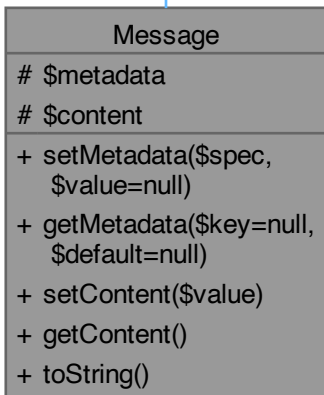 Message
# $metadata
# $content
+ setMetadata($spec,
$value=null)
+ getMetadata($key=null,
$default=null)
+ setContent($value)
+ getContent()
+ toString()